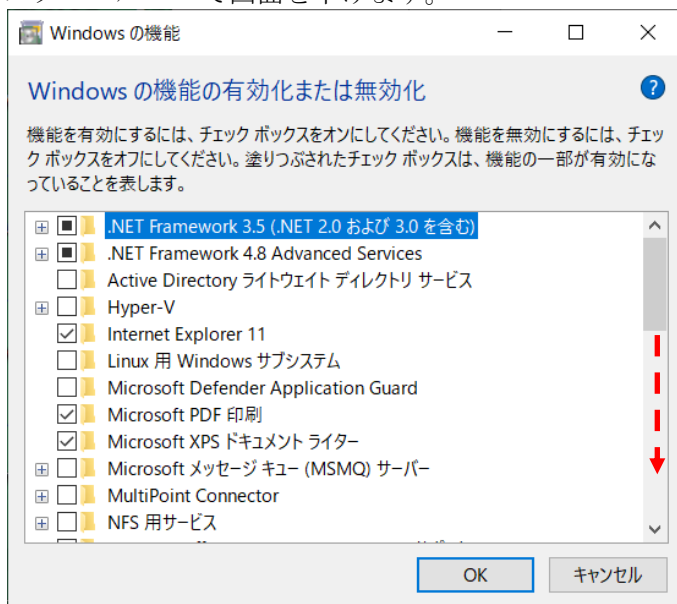 で画面を下げます。
Windows の機能
Windows の機能の有効化または無効化
機能を有効にするには、チェック ボックスをオンにしてください。機能を無効にするには、チェッ
ク ボックスをオフにしてください。塗りつぶされたチェック ボックスは、機能の一部が有効にな
っていることを表します。
.NET Framework 3.5 (.NET 2.0 および 3.0 を含む)
.NET Framework 4.8 Advanced Services
Active Directory ライトウェイト ディレクトリ サービス
Hyper-V
Internet Explorer 11
Linux 用 Windows サブシステム
Microsoft Defender Application Guard
Microsoft PDF 印刷
Microsoft XPS ドキュメント ライター
Microsoft メッセージ キュー (MSMQ) サーバー
MultiPoint Connector
NFS 用サービス
OK
キャンセル